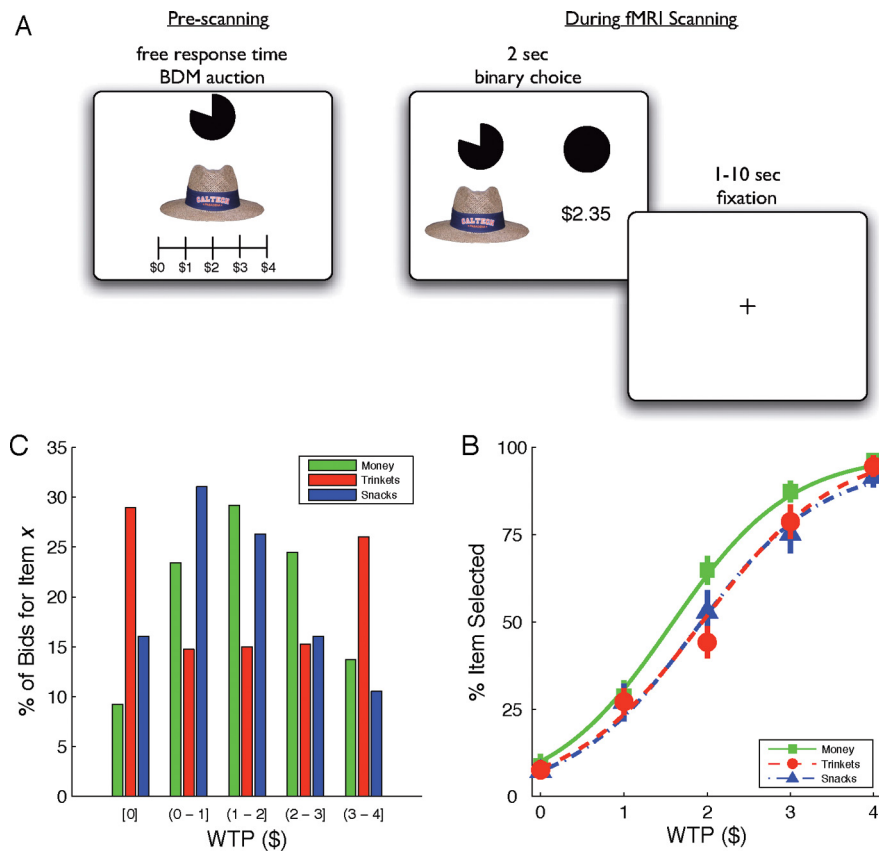 A
Pre-scanning
During fMRI Scanning
free response time
BDM auction
2 sec
binary choice
CALTECH
$0 $1 $2 $3 $4
CALTECH
$2.35
1-10 sec
fixation
+
C
35
30
25
20
15
10
5
0
% of Bids for Item x
Money
Trinkets
Snacks
[0] (0 – 1] (1 – 2] (2 – 3] (3 – 4]
WTP ($)
B
100
75
50
25
0
% Item Selected
Money
Trinkets
Snacks
0 1 2 3 4
WTP ($)